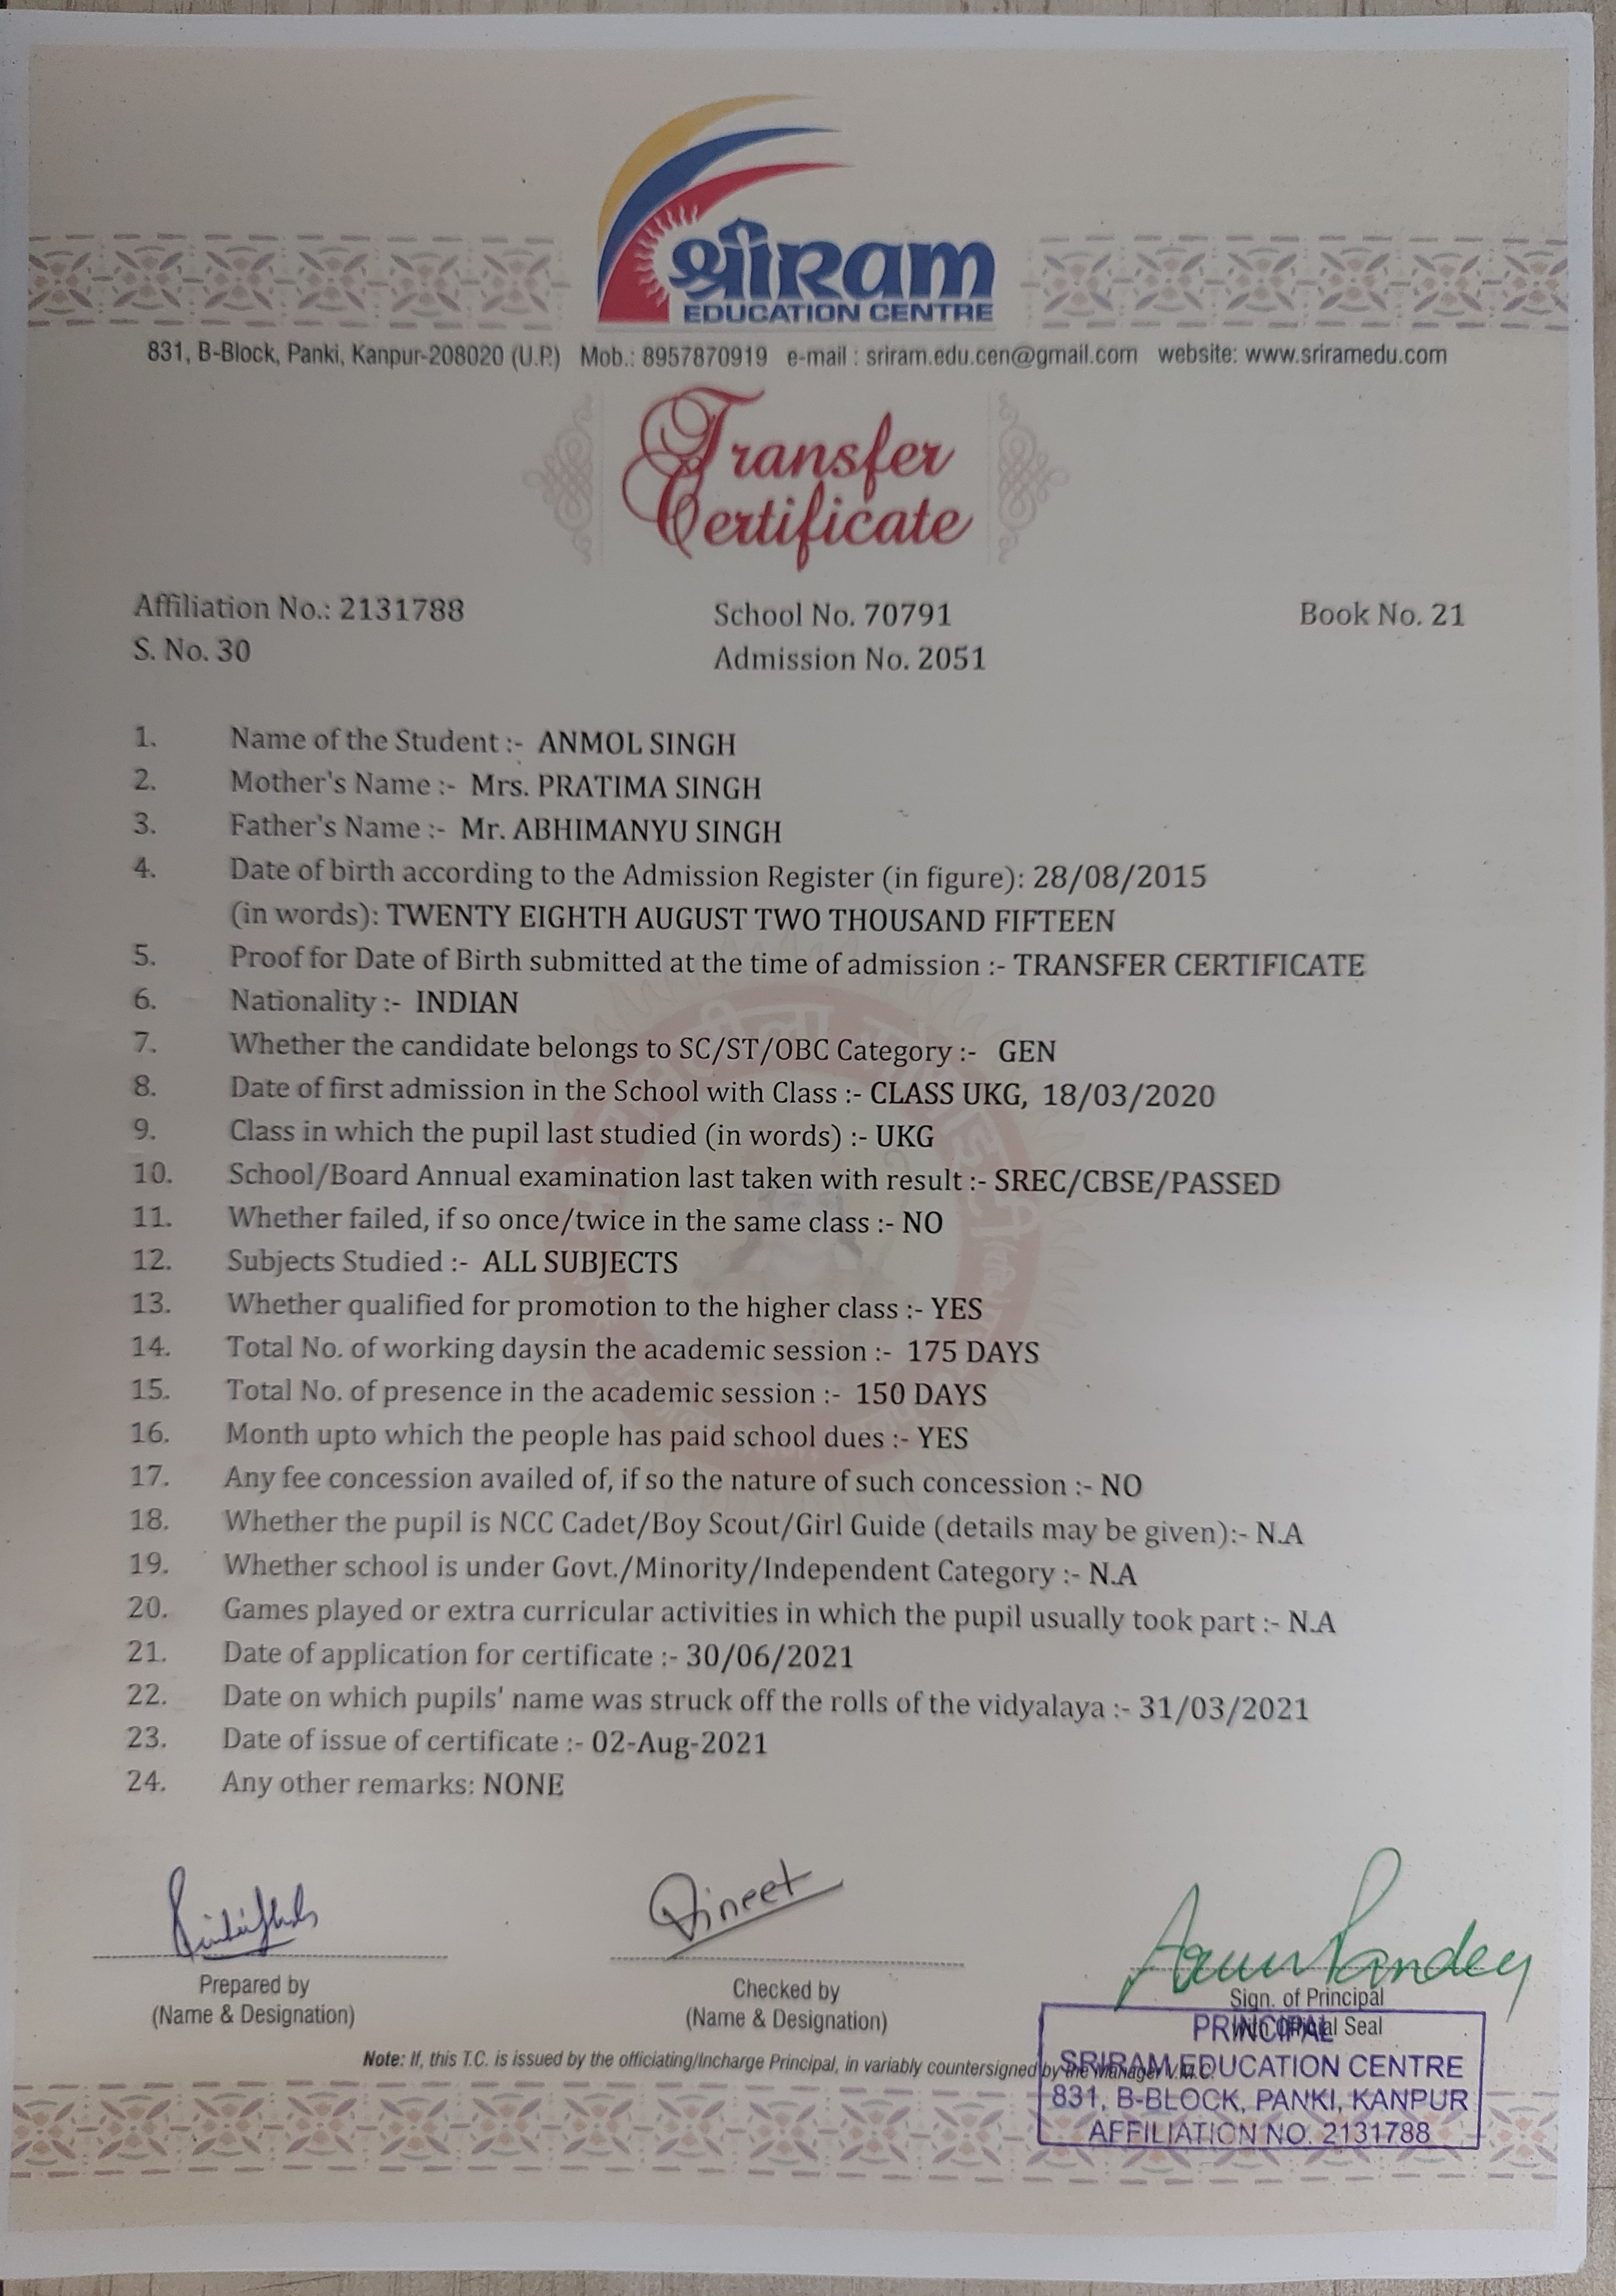 श्रीRam
EDUCATION CENTRE
831, B-Block, Panki, Kanpur-208020 (U.P.) Mob.: 8957870919 e-mail : sriram.edu.cen@gmail.com website: www.sriramedu.com
Transfer
Certificate
Affiliation No.: 2131788 School No. 70791 Book No. 21
S. No. 30 Admission No. 2051
1. Name of the Student :- ANMOL SINGH
2. Mother's Name :- Mrs. PRATIMA SINGH
3. Father's Name :- Mr. ABHIMANYU SINGH
4. Date of birth according to the Admission Register (in figure): 28/08/2015
(in words): TWENTY EIGHTH AUGUST TWO THOUSAND FIFTEEN
5. Proof for Date of Birth submitted at the time of admission :- TRANSFER CERTIFICATE
6. Nationality :- INDIAN
7. Whether the candidate belongs to SC/ST/OBC Category :- GEN
8. Date of first admission in the School with Class :- CLASS UKG, 18/03/2020
9. Class in which the pupil last studied (in words) :- UKG
10. School/Board Annual examination last taken with result :- SREC/CBSE/PASSED
11. Whether failed, if so once/twice in the same class :- NO
12. Subjects Studied :- ALL SUBJECTS
13. Whether qualified for promotion to the higher class :- YES
14. Total No. of working daysin the academic session :- 175 DAYS
15. Total No. of presence in the academic session :- 150 DAYS
16. Month upto which the people has paid school dues :- YES
17. Any fee concession availed of, if so the nature of such concession :- NO
18. Whether the pupil is NCC Cadet/Boy Scout/Girl Guide (details may be given):- N.A
19. Whether school is under Govt./Minority/Independent Category :- N.A
20. Games played or extra curricular activities in which the pupil usually took part :- N.A
21. Date of application for certificate :- 30/06/2021
22. Date on which pupils' name was struck off the rolls of the vidyalaya :- 31/03/2021
23. Date of issue of certificate :- 02-Aug-2021
24. Any other remarks: NONE
Vineet Arun Pandey
Prepared by Checked by Sign. of Principal
(Name & Designation) (Name & Designation) with Official Seal
Note: If, this T.C. is issued by the officiating/Incharge Principal, in variably countersigned by the Manager V.M.C.
PRINCIPAL
SRIRAM EDUCATION CENTRE
831, B-BLOCK, PANKI, KANPUR
AFFILIATION NO. 2131788